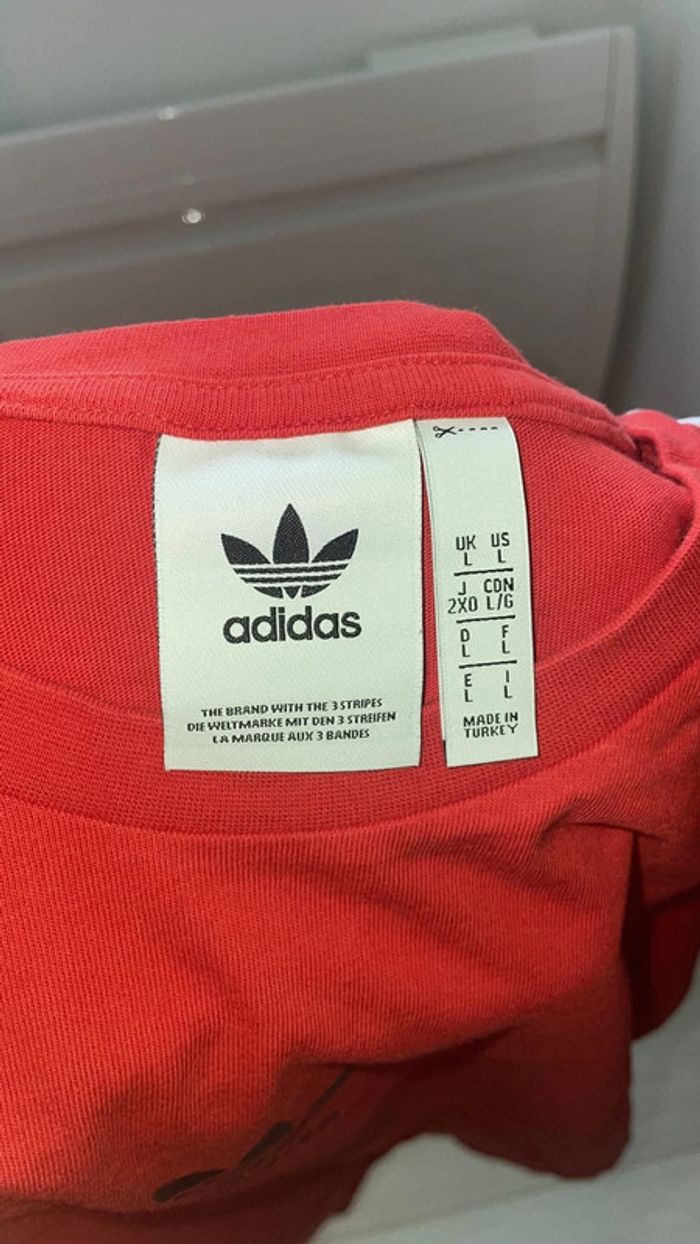 adidas
THE BRAND WITH THE 3 STRIPES
DIE WELTMARKE MIT DEN 3 STREIFEN
LA MARQUE AUX 3 BANDES
UK US
L L
J CDN
2XO L/G
D F
L L
E I
L L
MADE IN
TURKEY